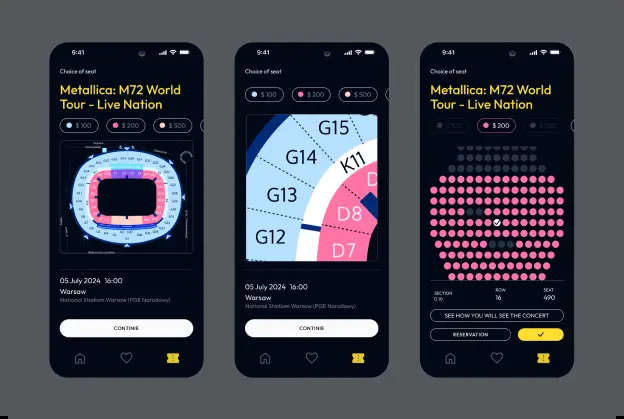 9:41
Choice of seat
Metallica: M72 World
Tour - Live Nation
$ 100
$ 200
$ 500
05 July 2024 16:00
Warsaw
National Stadium Warsaw (PGE Narodowy)
CONTINIE
9:41
Choice of seat
$ 100
$ 200
$ 500
G15
G14
K11
G13
D
D8
G12
D7
05 July 2024 16:00
Warsaw
National Stadium Warsaw (PGE Narodowy)
CONTINIE
9:41
Choice of seat
Metallica: M72 World
Tour - Live Nation
$ 100
$ 200
$ 500
SECTION
D 10
ROW
16
SEAT
490
SEE HOW YOU WILL SEE THE CONCERT
RESERVATION